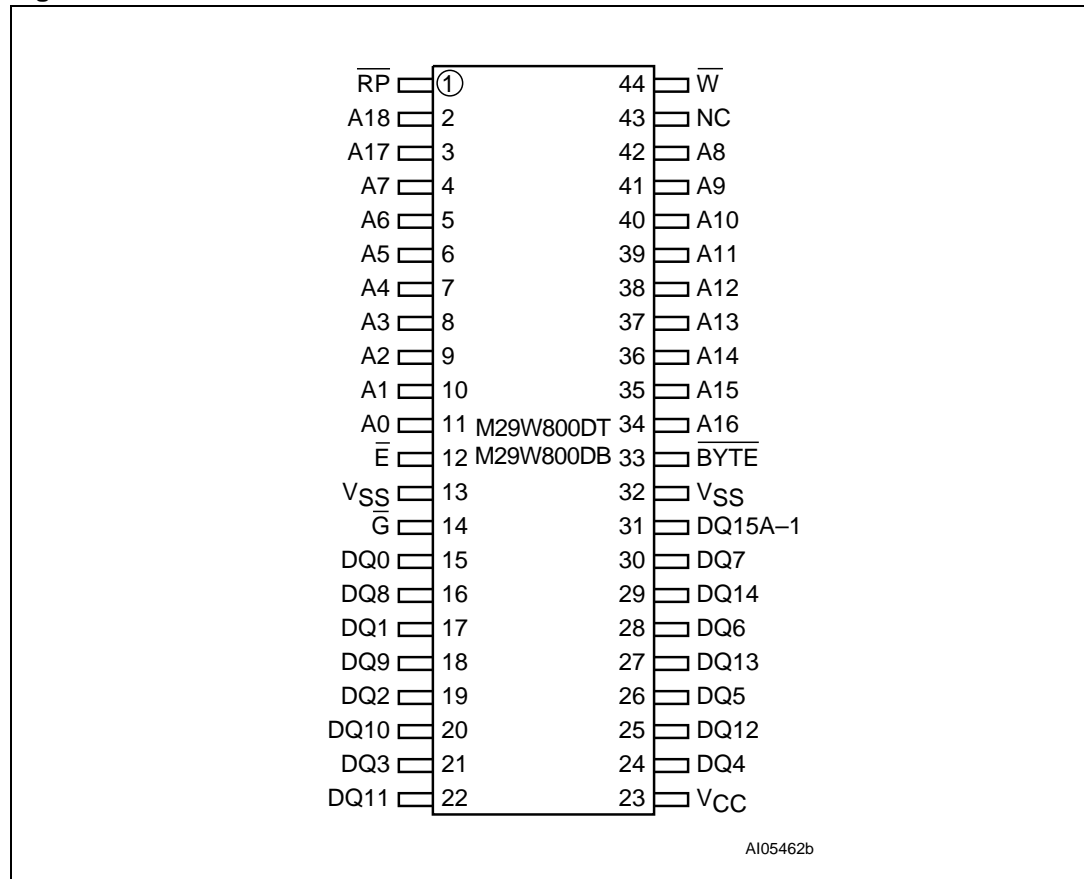 RP 1 44 W
A18 2 43 NC
A17 3 42 A8
A7 4 41 A9
A6 5 40 A10
A5 6 39 A11
A4 7 38 A12
A3 8 37 A13
A2 9 36 A14
A1 10 35 A15
A0 11 M29W800DT 34 A16
E 12 M29W800DB 33 BYTE
VSS 13 32 VSS
G 14 31 DQ15A–1
DQ0 15 30 DQ7
DQ8 16 29 DQ14
DQ1 17 28 DQ6
DQ9 18 27 DQ13
DQ2 19 26 DQ5
DQ10 20 25 DQ12
DQ3 21 24 DQ4
DQ11 22 23 VCC
AI05462b